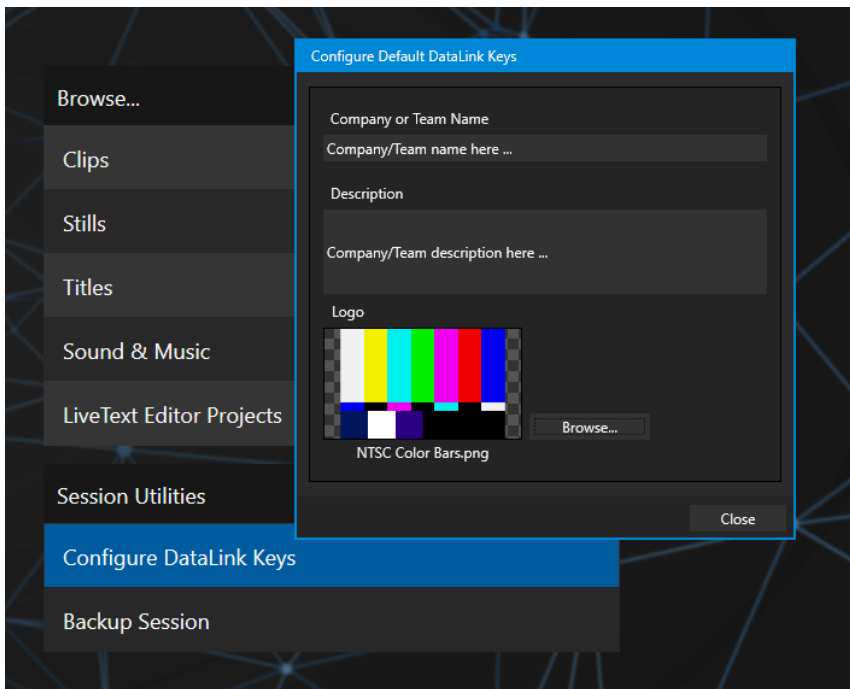 Browse...
Clips
Stills
Titles
Sound & Music
LiveText Editor Projects
Session Utilities
Configure DataLink Keys
Backup Session
Configure Default DataLink Keys
Company or Team Name
Company/Team name here ...
Description
Company/Team description here ...
Logo
Browse...
NTSC Color Bars.png
Close